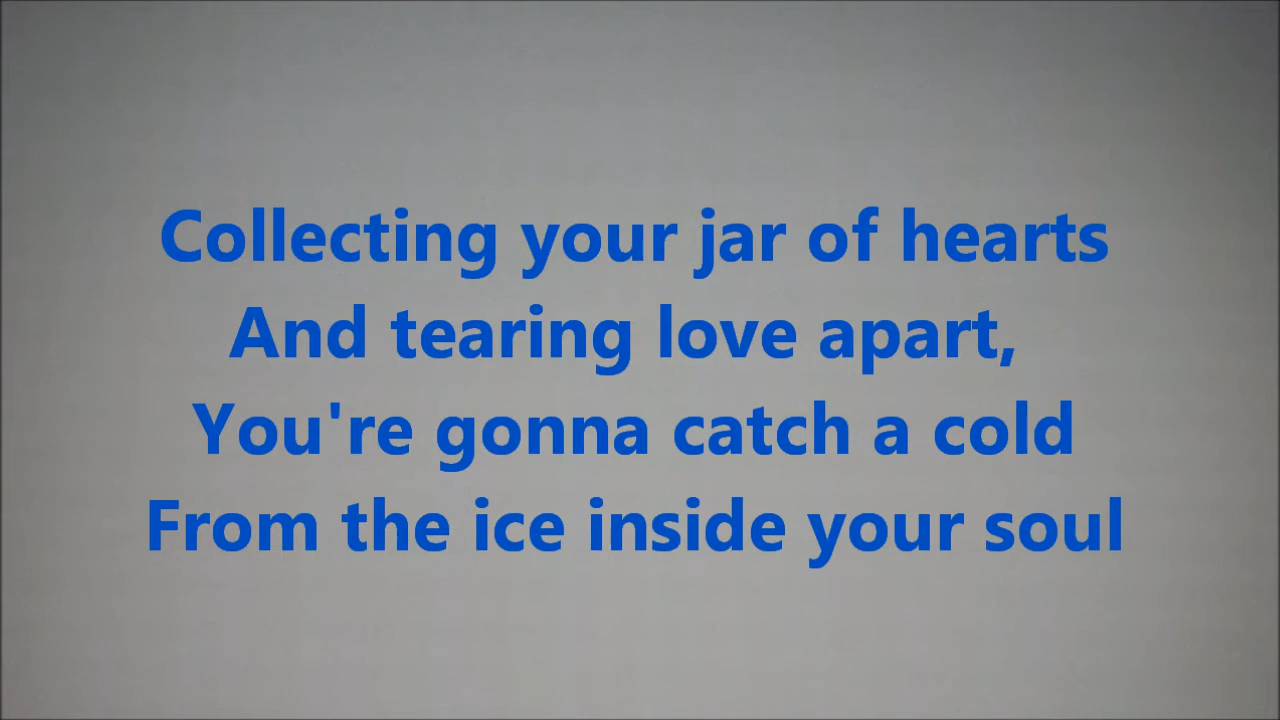 Collecting your jar of hearts
And tearing love apart,
You're gonna catch a cold
From the ice inside your soul